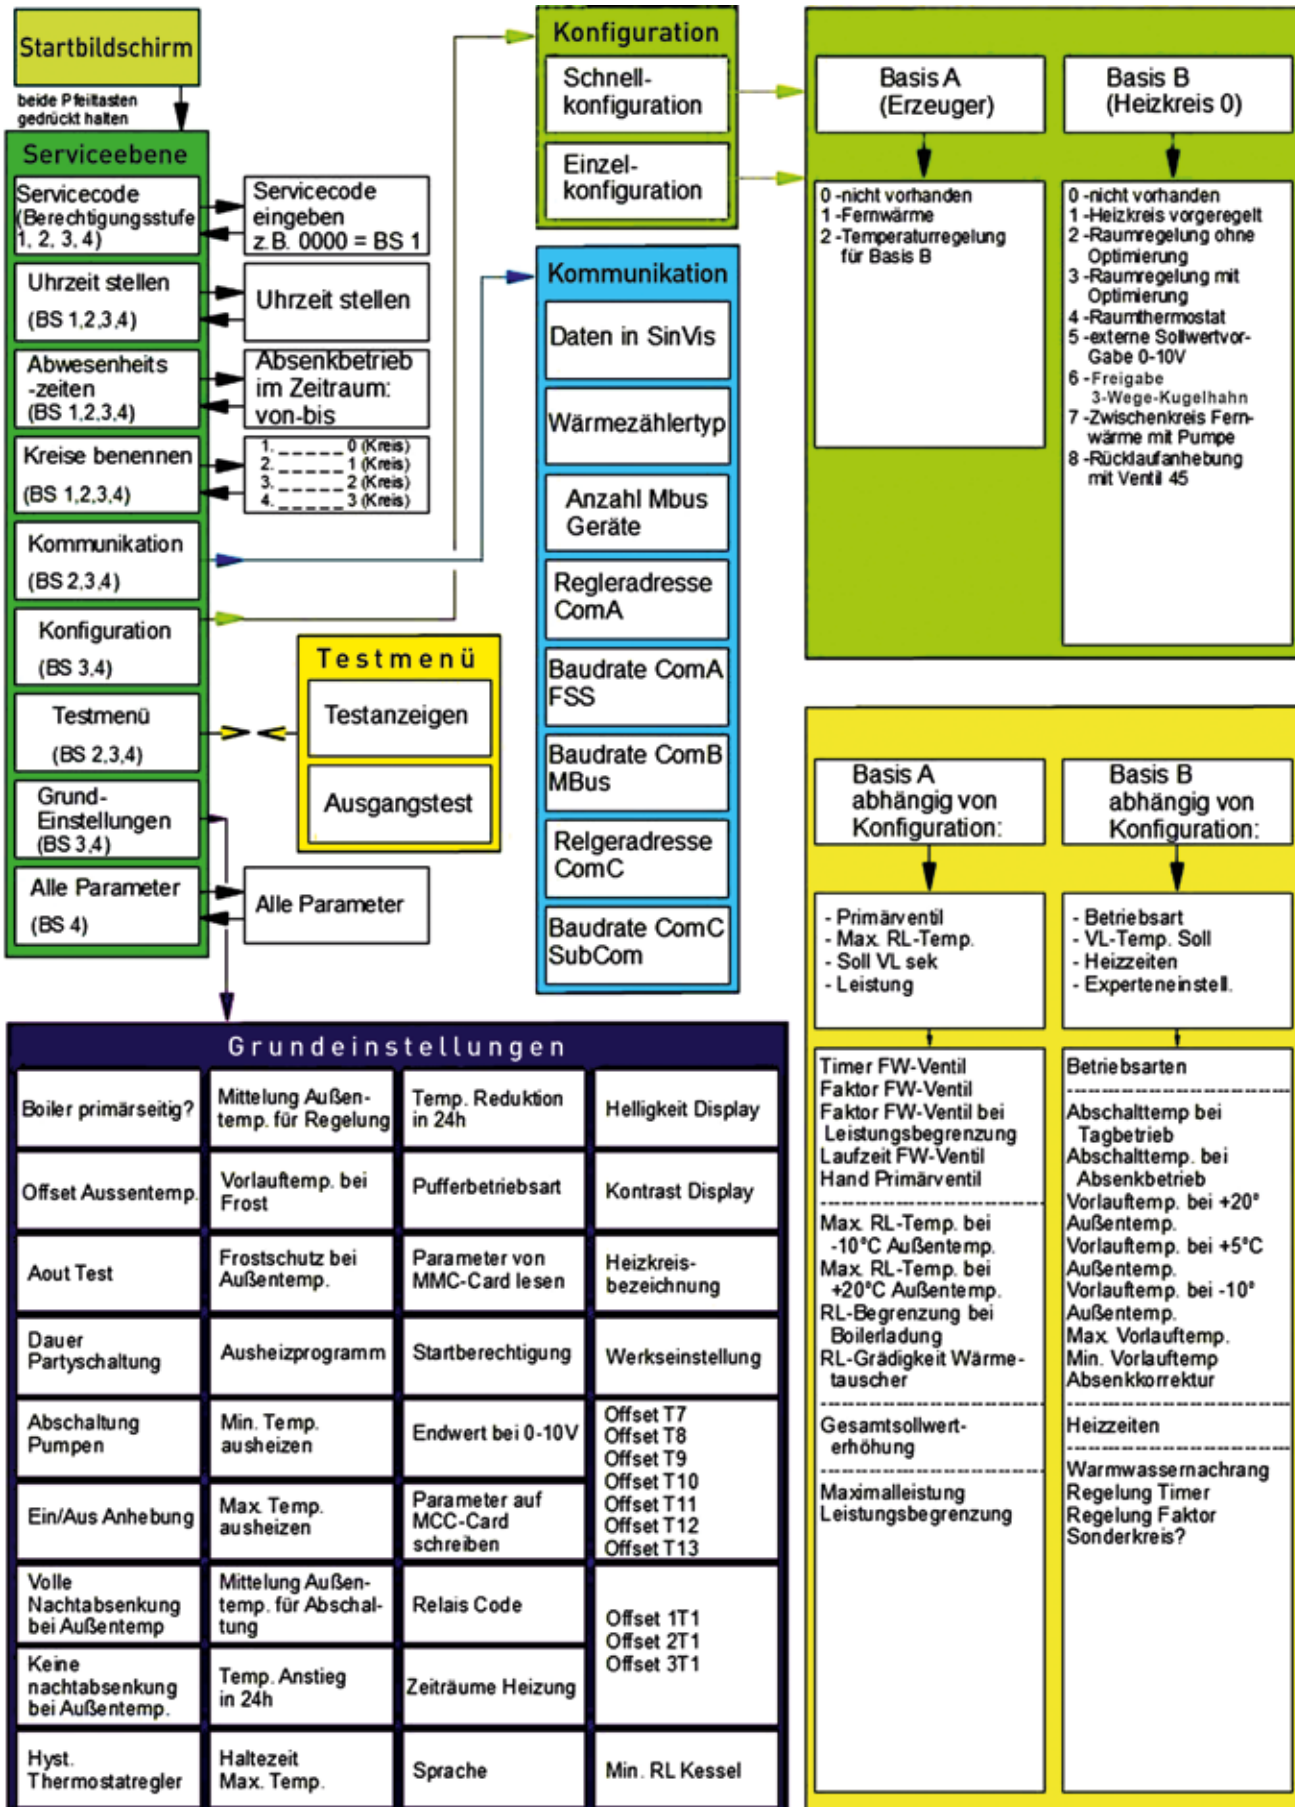 Startbildschirm
beide Pfeiltasten
gedrückt halten
Serviceebene
Servicecode
(Berechtigungsstufe
1, 2, 3, 4)
Servicecode
eingeben
z.B. 0000 = BS 1
Uhrzeit stellen
(BS 1,2,3,4)
Uhrzeit stellen
Abwesenheits
-zeiten
(BS 1,2,3,4)
Absenkbetrieb
im Zeitraum:
von-bis
Kreise benennen
(BS 1,2,3,4)
1. _ _ _ _ _ 0 (Kreis)
2. _ _ _ _ _ 1 (Kreis)
3. _ _ _ _ _ 2 (Kreis)
4. _ _ _ _ _ 3 (Kreis)
Kommunikation
(BS 2,3,4)
Konfiguration
(BS 3,4)
Testmenü
(BS 2,3,4)
Grund-
Einstellungen
(BS 3,4)
Alle Parameter
(BS 4)
Alle Parameter
Testmenü
Testanzeigen
Ausgangstest
Konfiguration
Schnell-
konfiguration
Einzel-
konfiguration
Kommunikation
Daten in SinVis
Wärmezählertyp
Anzahl Mbus
Geräte
Regleradresse
ComA
Baudrate ComA
FSS
Baudrate ComB
MBus
Relgeradresse
ComC
Baudrate ComC
SubCom
Basis A
(Erzeuger)
0 -nicht vorhanden
1 -Fernwärme
2 -Temperaturregelung
für Basis B
Basis B
(Heizkreis 0)
0 -nicht vorhanden
1 -Heizkreis vorgeregelt
2 -Raumregelung ohne
Optimierung
3 -Raumregelung mit
Optimierung
4 -Raumthermostat
5 -externe Sollwertvor-
Gabe 0-10V
6 -Freigabe
3-Wege-Kugelhahn
7 -Zwischenkreis Fern-
wärme mit Pumpe
8 -Rücklaufanhebung
mit Ventil 45
Basis A
abhängig von
Konfiguration:
- Primärventil
- Max. RL-Temp.
- Soll VL sek
- Leistung
Timer FW-Ventil
Faktor FW-Ventil
Faktor FW-Ventil bei
Leistungsbegrenzung
Laufzeit FW-Ventil
Hand Primärventil
Max. RL-Temp. bei
-10°C Außentemp.
Max. RL-Temp. bei
+20°C Außentemp.
RL-Begrenzung bei
Boilerladung
RL-Grädigkeit Wärme-
tauscher
Gesamtsollwert-
erhöhung
Maximalleistung
Leistungsbegrenzung
Basis B
abhängig von
Konfiguration:
- Betriebsart
- VL-Temp. Soll
- Heizzeiten
- Experteneinstell.
Betriebsarten
Abschalttemp bei
Tagbetrieb
Abschalttemp. bei
Absenkbetrieb
Vorlauftemp. bei +20°
Außentemp.
Vorlauftemp. bei +5°C
Außentemp.
Vorlauftemp. bei -10°
Außentemp.
Max. Vorlauftemp.
Min. Vorlauftemp
Absenkkorrektur
Heizzeiten
Warmwassernachrang
Regelung Timer
Regelung Faktor
Sonderkreis?
Grundeinstellungen
Boiler primärseitig?
Mittelung Außen-
temp. für Regelung
Temp. Reduktion
in 24h
Helligkeit Display
Offset Aussentemp.
Vorlauftemp. bei
Frost
Pufferbetriebsart
Kontrast Display
Aout Test
Frostschutz bei
Außentemp.
Parameter von
MMC-Card lesen
Heizkreis-
bezeichnung
Dauer
Partyschaltung
Ausheizprogramm
Startberechtigung
Werkseinstellung
Abschaltung
Pumpen
Min. Temp.
ausheizen
Endwert bei 0-10V
Offset T7
Offset T8
Offset T9
Offset T10
Offset T11
Offset T12
Offset T13
Ein/Aus Anhebung
Max. Temp.
ausheizen
Parameter auf
MCC-Card
schreiben
Volle
Nachtabsenkung
bei Außentemp
Mittelung Außen-
temp. für Abschal-
tung
Relais Code
Offset 1T1
Offset 2T1
Offset 3T1
Keine
nachtabsenkung
bei Außentemp.
Temp. Anstieg
in 24h
Zeiträume Heizung
Hyst.
Thermostatregler
Haltezeit
Max. Temp.
Sprache
Min. RL Kessel